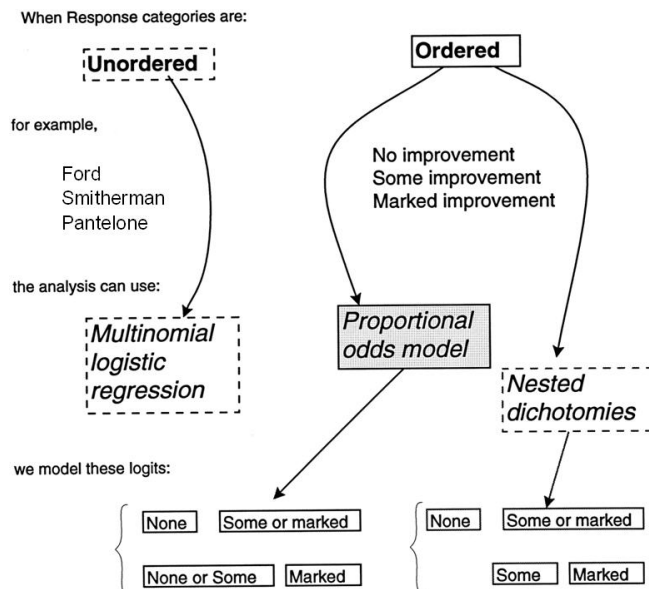 When Response categories are:
Unordered
Ordered
for example,
Ford
Smitherman
Pantelone
No improvement
Some improvement
Marked improvement
the analysis can use:
Multinomial
logistic
regression
Proportional
odds model
Nested
dichotomies
we model these logits:
None Some or marked
None or Some Marked
None Some or marked
Some Marked